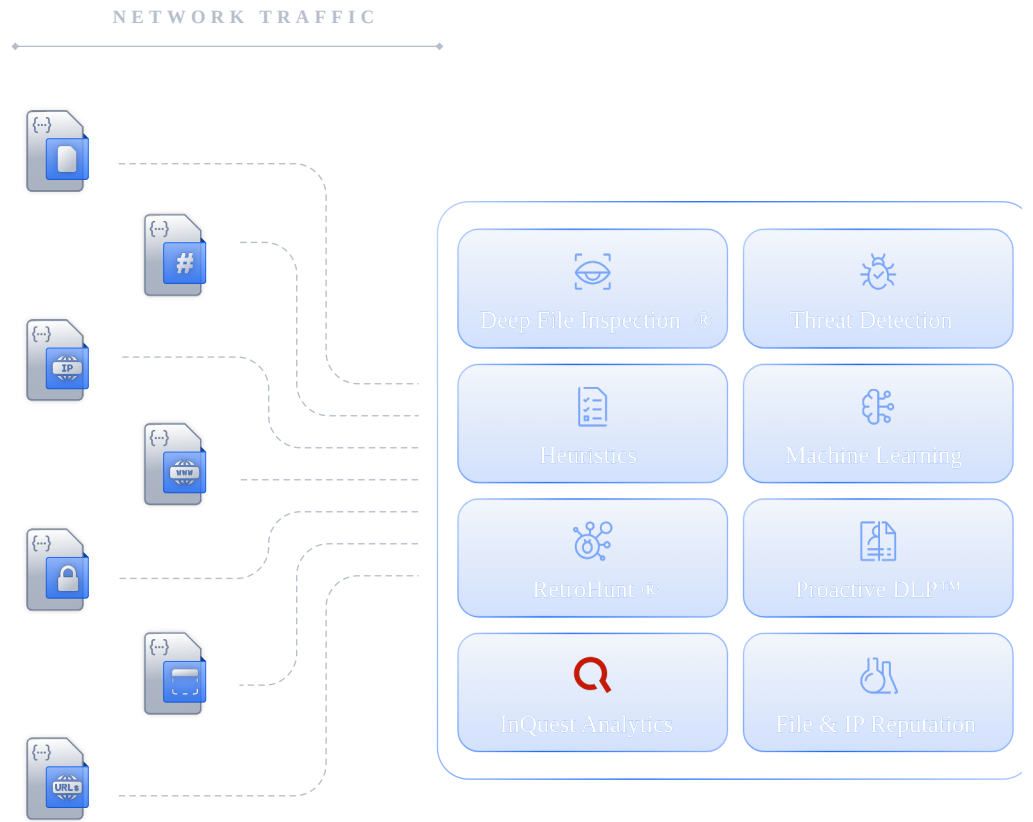 NETWORK TRAFFIC
{...}
{...}
#
Deep File Inspection ®
Threat Detection
{...}
IP
{...}
WWW
Heuristics
Machine Learning
{...}
RetroHunt ®
Proactive DLP™
{...}
InQuest Analytics
File & IP Reputation
{...}
URLs